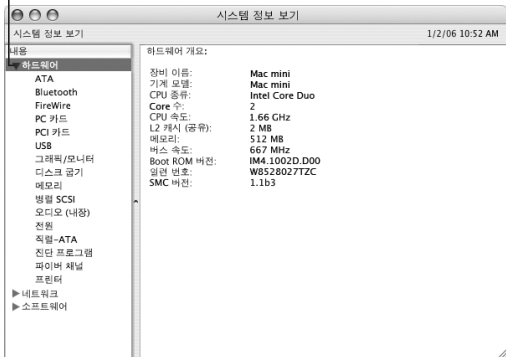 시스템 정보 보기
시스템 정보 보기 1/2/06 10:52 AM
내용
하드웨어
ATA
Bluetooth
FireWire
PC 카드
PCI 카드
USB
그래픽/모니터
디스크 굽기
메모리
병렬 SCSI
오디오 (내장)
전원
직렬-ATA
진단 프로그램
파이버 채널
프린터
네트워크
소프트웨어
하드웨어 개요:
장비 이름: Mac mini
기계 모델: Mac mini
CPU 종류: Intel Core Duo
Core 수: 2
CPU 속도: 1.66 GHz
L2 캐시 (공유): 2 MB
메모리: 512 MB
버스 속도: 667 MHz
Boot ROM 버전: IM4.1002D.D00
일련 번호: W8528027TZC
SMC 버전: 1.1b3